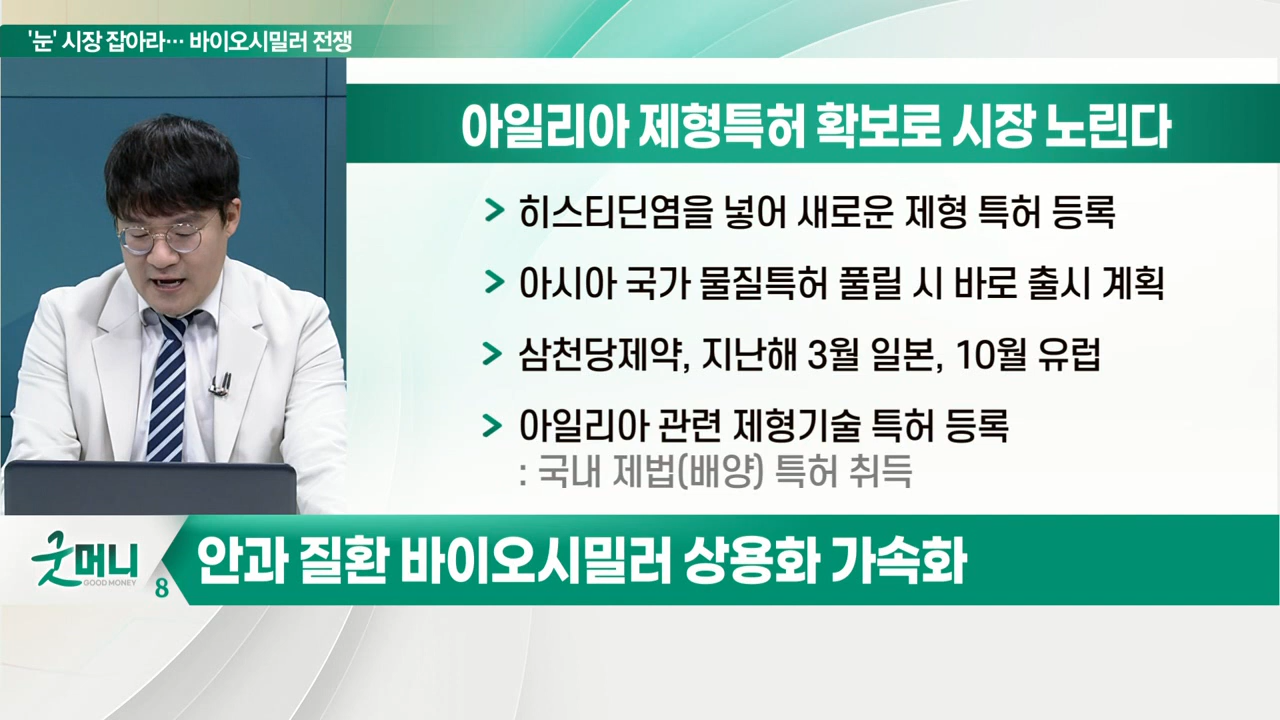 '눈' 시장 잡아라… 바이오시밀러 전쟁
아일리아 제형특허 확보로 시장 노린다
> 히스티딘염을 넣어 새로운 제형 특허 등록
> 아시아 국가 물질특허 풀릴 시 바로 출시 계획
> 삼천당제약, 지난해 3월 일본, 10월 유럽
> 아일리아 관련 제형기술 특허 등록
: 국내 제법(배양) 특허 취득
굿머니
GOOD MONEY
8
안과 질환 바이오시밀러 상용화 가속화